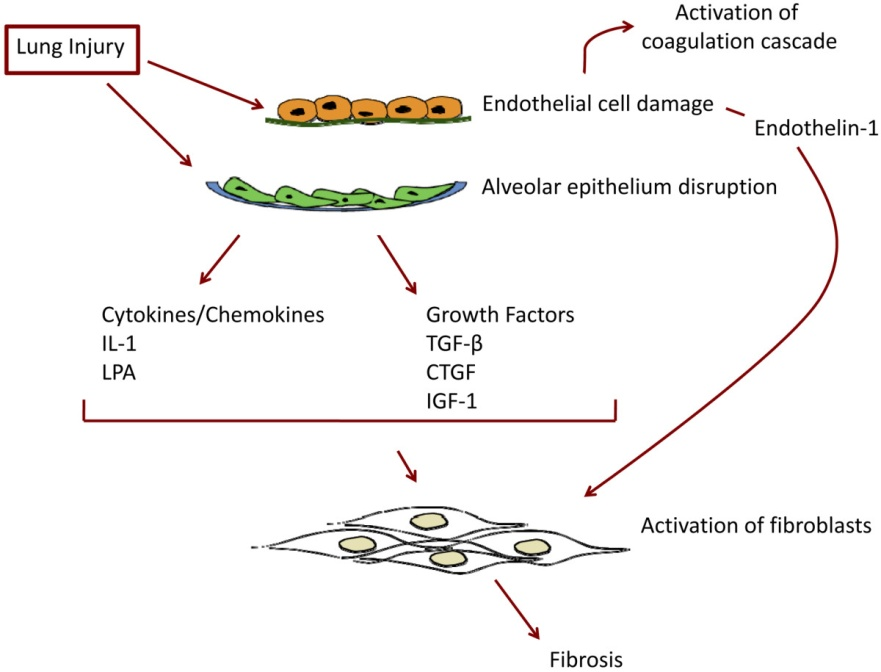 Lung Injury
Activation of
coagulation cascade
Endothelial cell damage
Endothelin-1
Alveolar epithelium disruption
Cytokines/Chemokines
IL-1
LPA
Growth Factors
TGF-β
CTGF
IGF-1
Activation of fibroblasts
Fibrosis